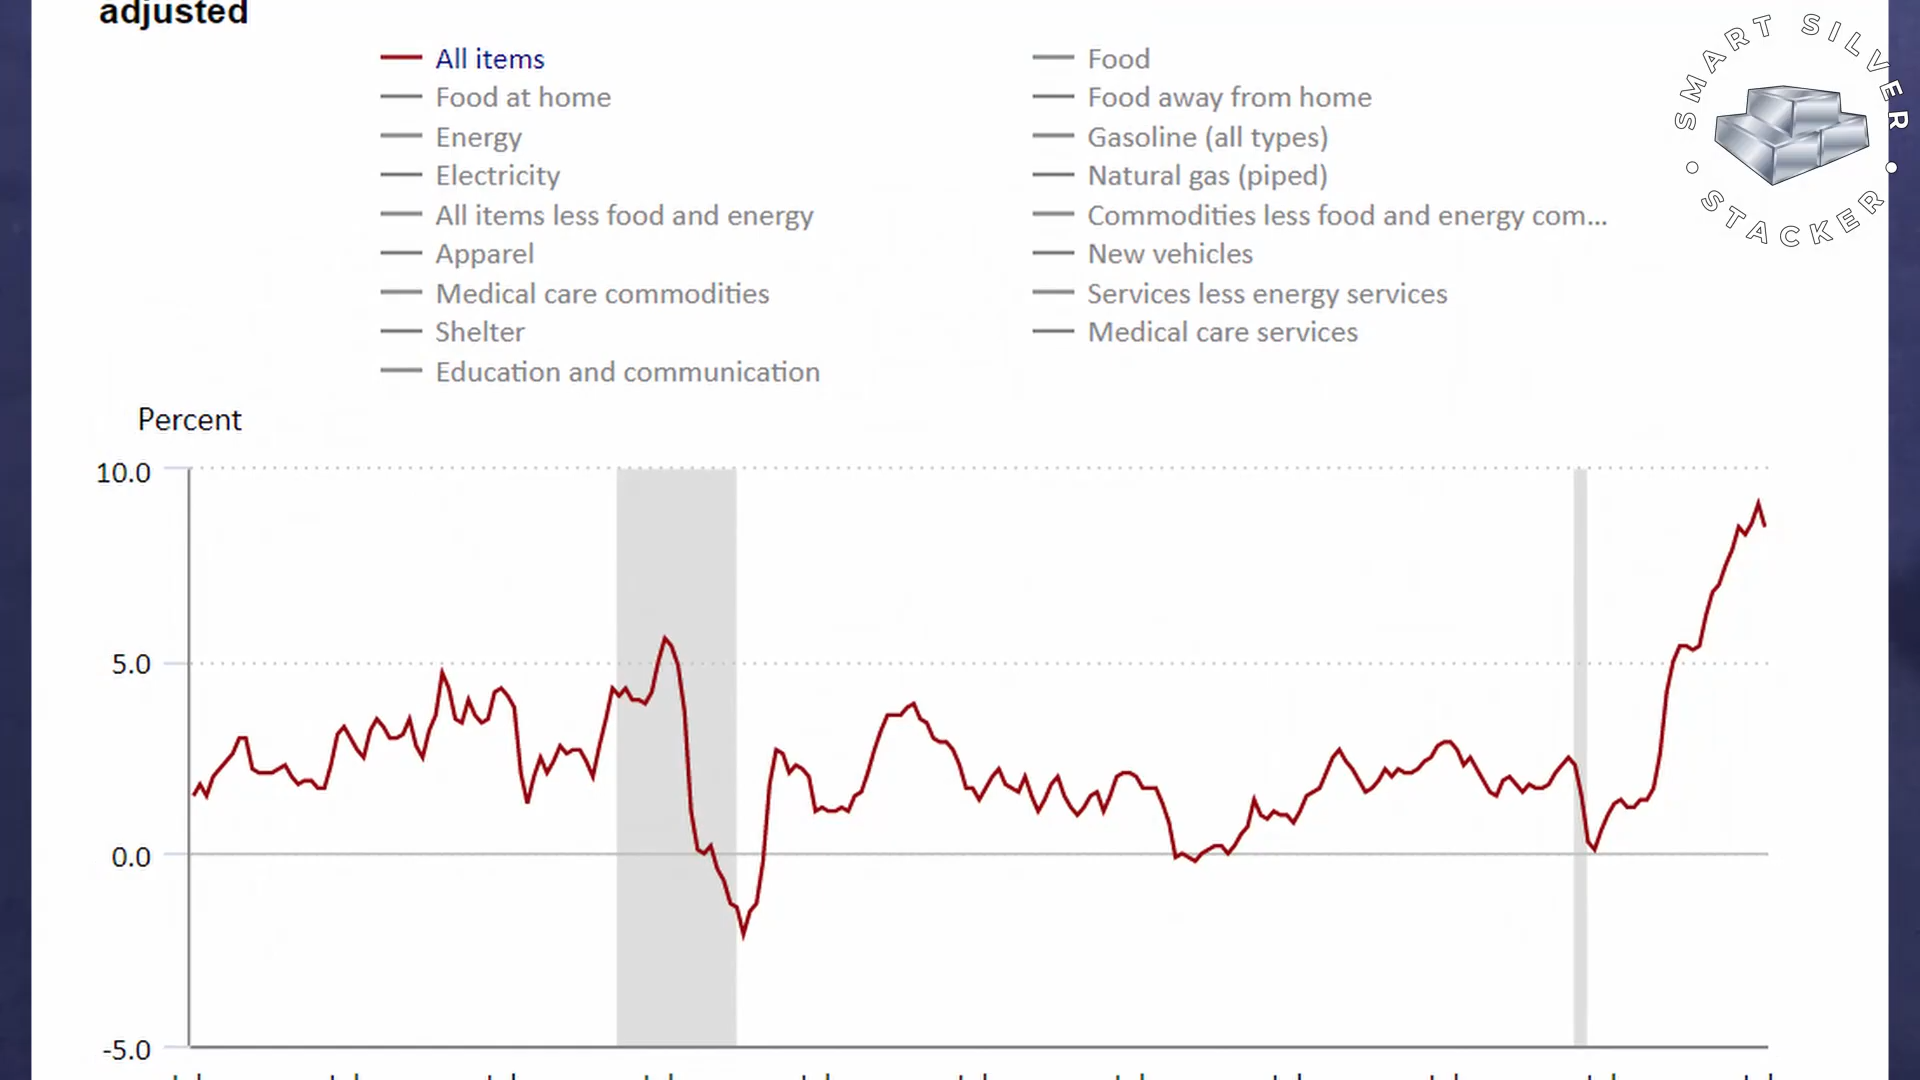 adjusted
All items
Food
Food at home
Food away from home
Energy
Gasoline (all types)
Electricity
Natural gas (piped)
All items less food and energy
Commodities less food and energy com...
Apparel
New vehicles
Medical care commodities
Services less energy services
Shelter
Medical care services
Education and communication
SMART SILVER
• STACKER •
Percent
10.0
5.0
0.0
-5.0